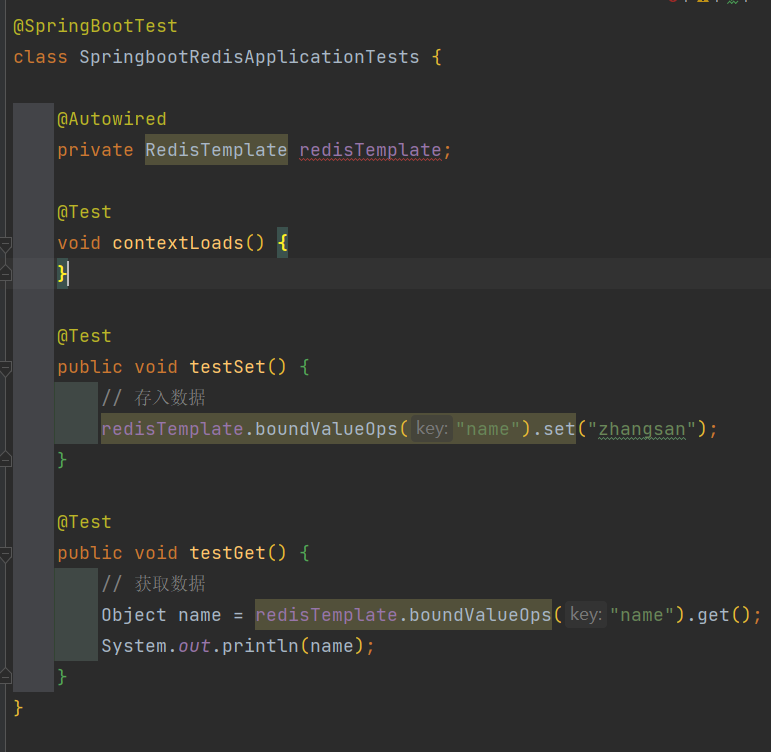 @SpringBootTest
class SpringbootRedisApplicationTests {
@Autowired
private RedisTemplate redisTemplate;
@Test
void contextLoads() {
}
@Test
public void testSet() {
// 存入数据
redisTemplate.boundValueOps( key: "name").set("zhangsan");
}
@Test
public void testGet() {
// 获取数据
Object name = redisTemplate.boundValueOps( key: "name").get();
System.out.println(name);
}
}